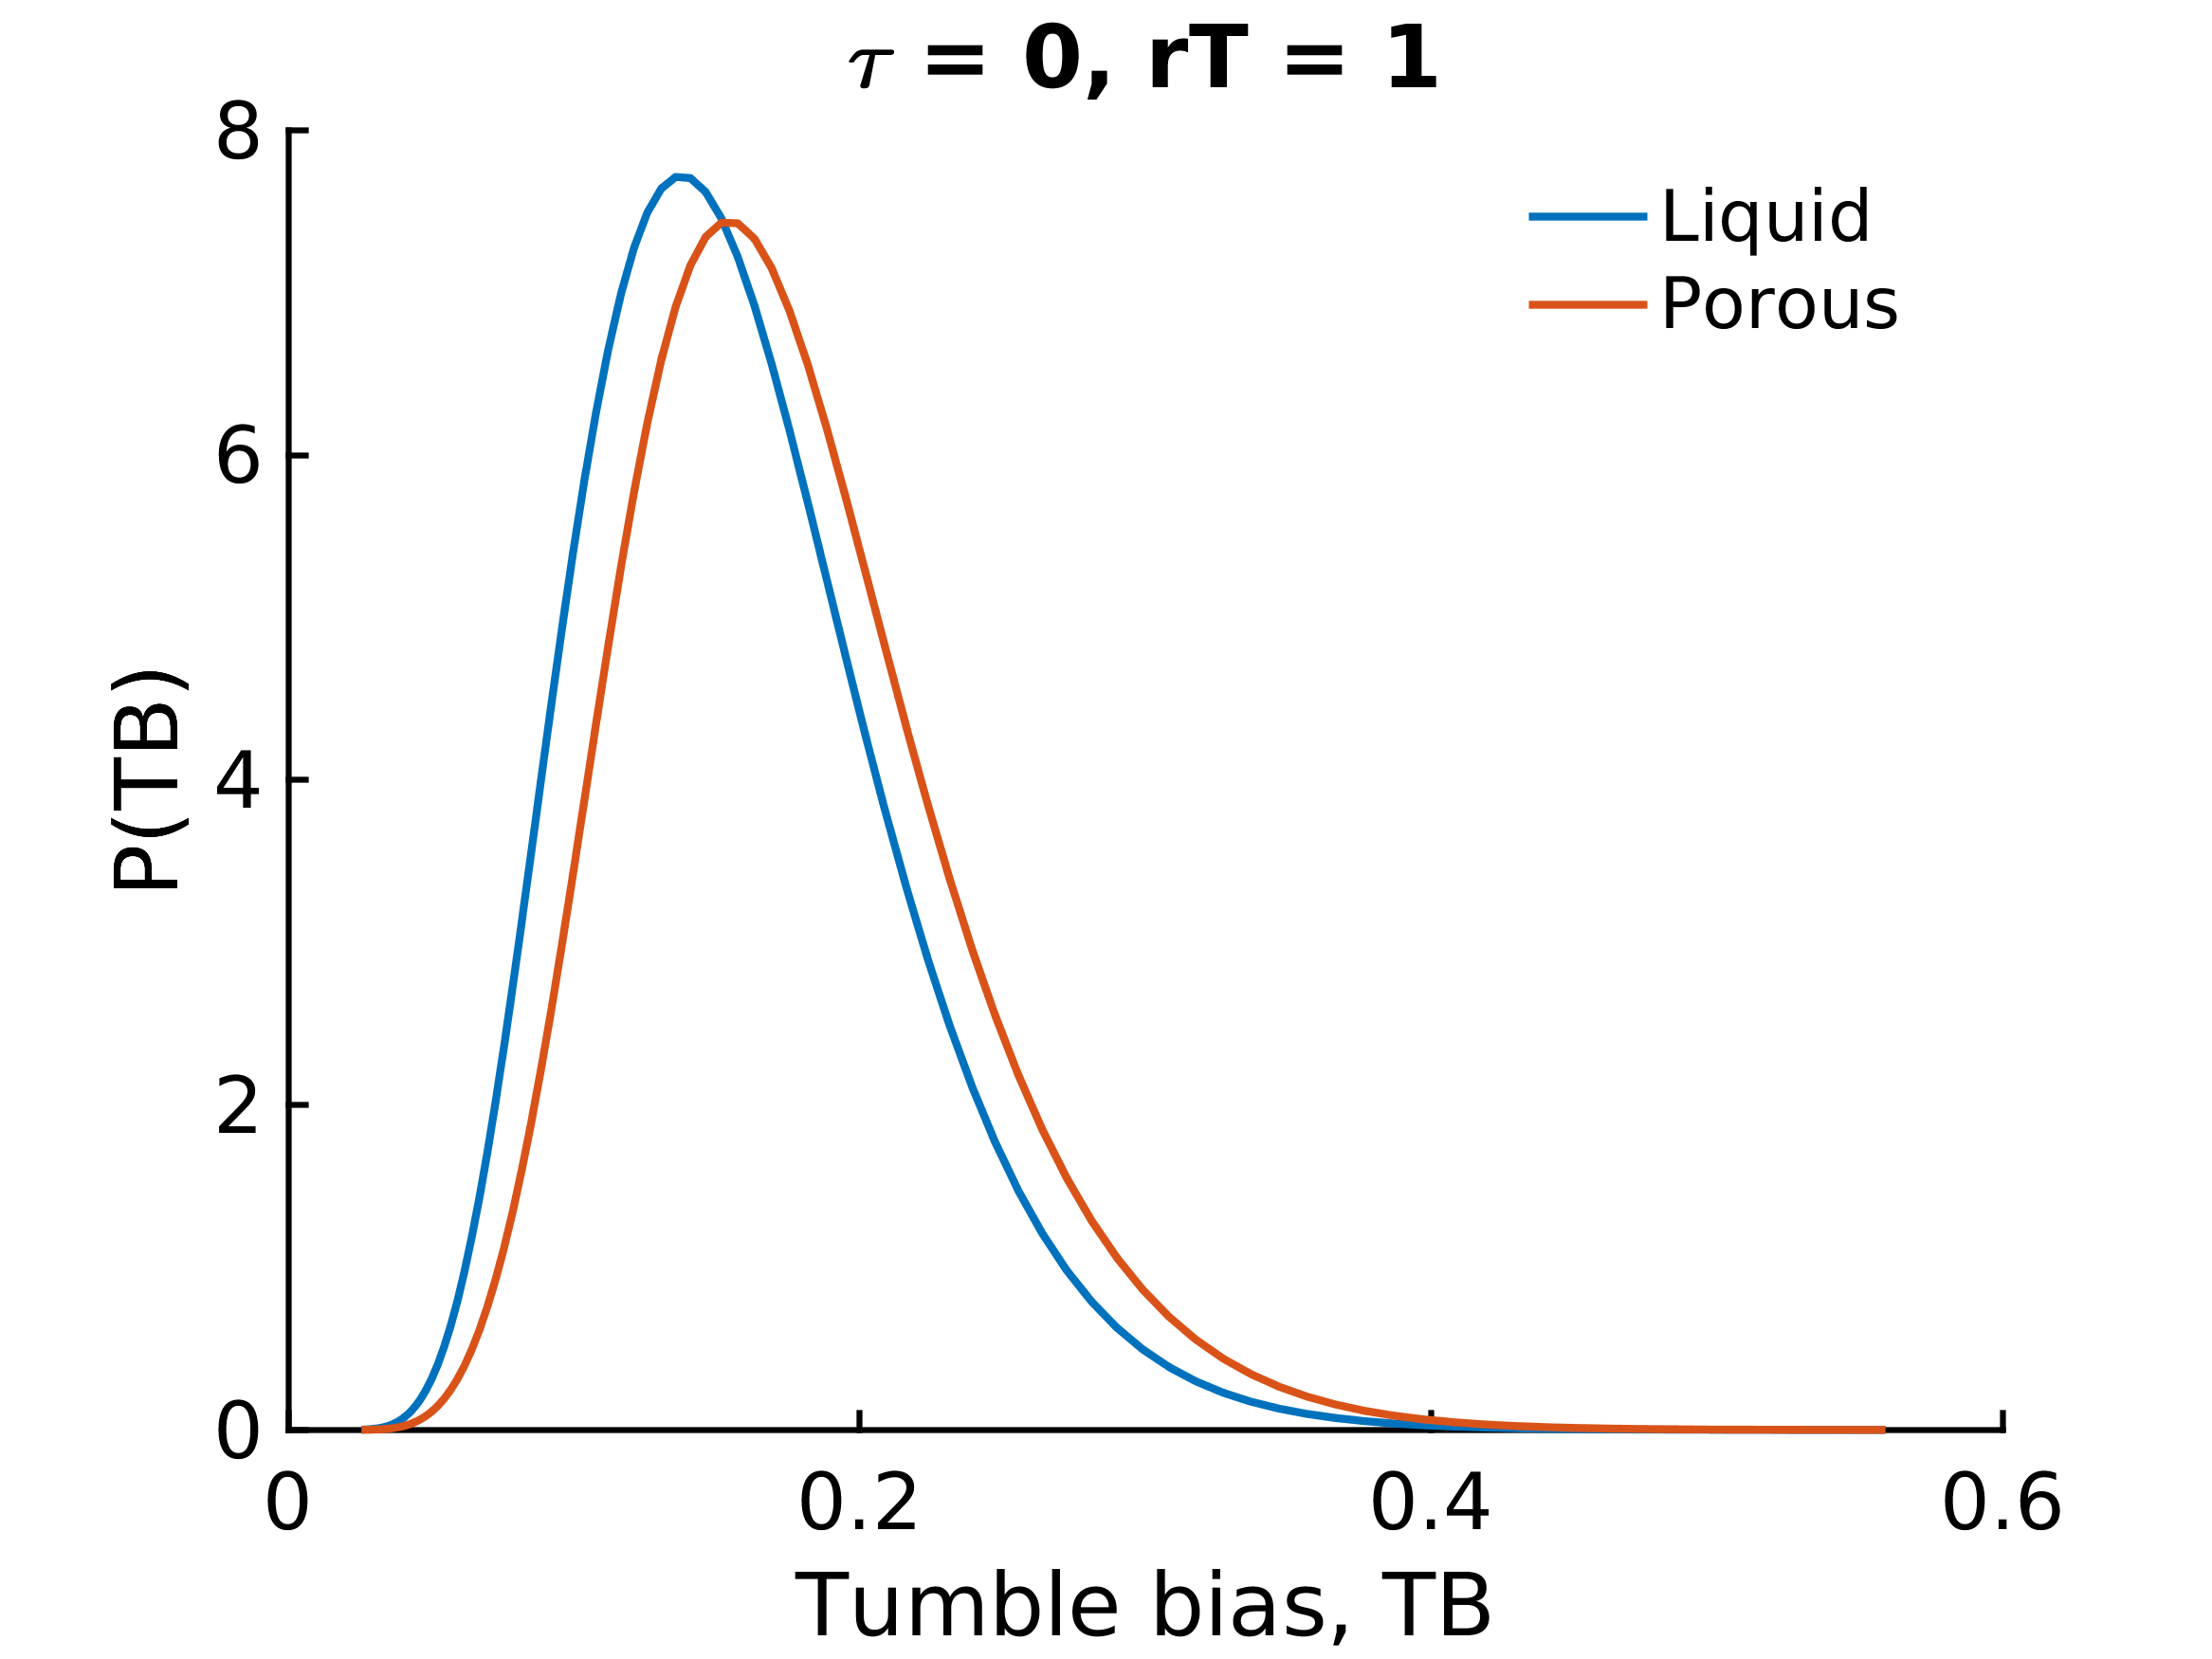 τ = 0, rT = 1
Liquid
Porous
P(TB)
8
6
4
2
0
0 0.2 0.4 0.6
Tumble bias, TB